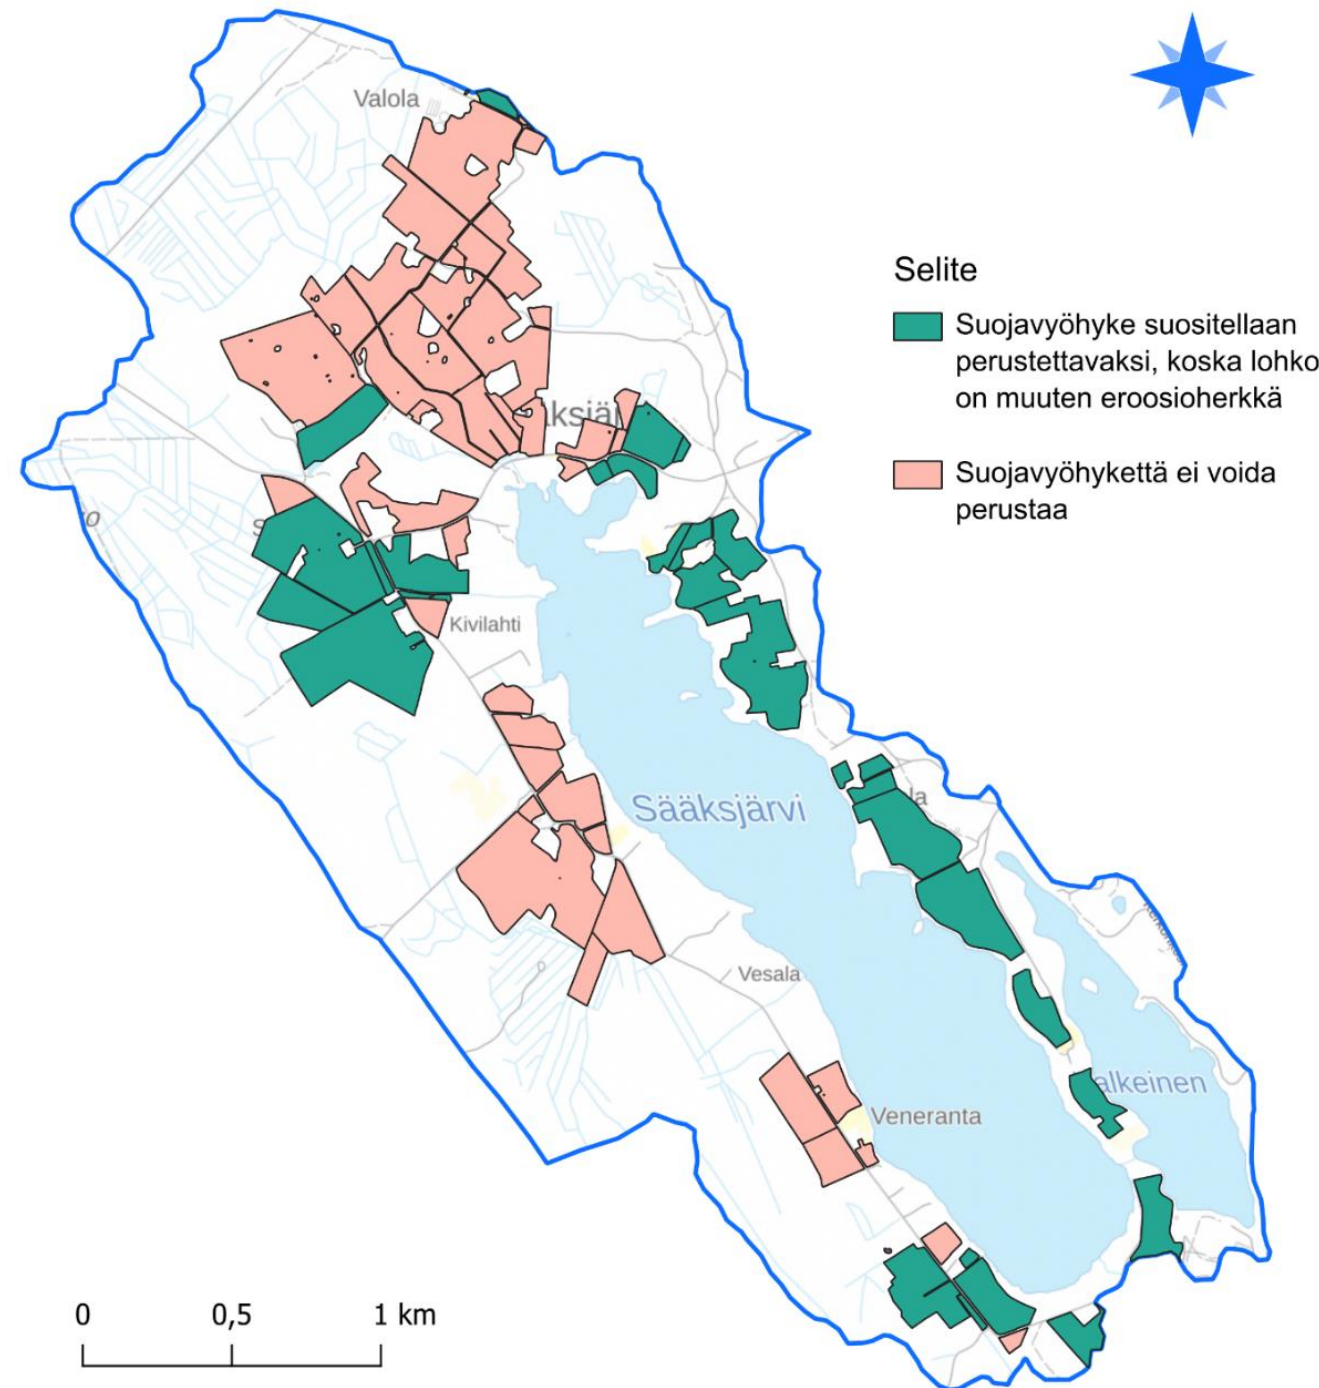 Valola
Selite
Suojavyöhyke suositellaan
perustettavaksi, koska lohko
on muuten eroosioherkkä
Suojavyöhykettä ei voida
perustaa
Kivilahti
Sääksjärvi
Vesala
alkeinen
Veneranta
0 0,5 1 km